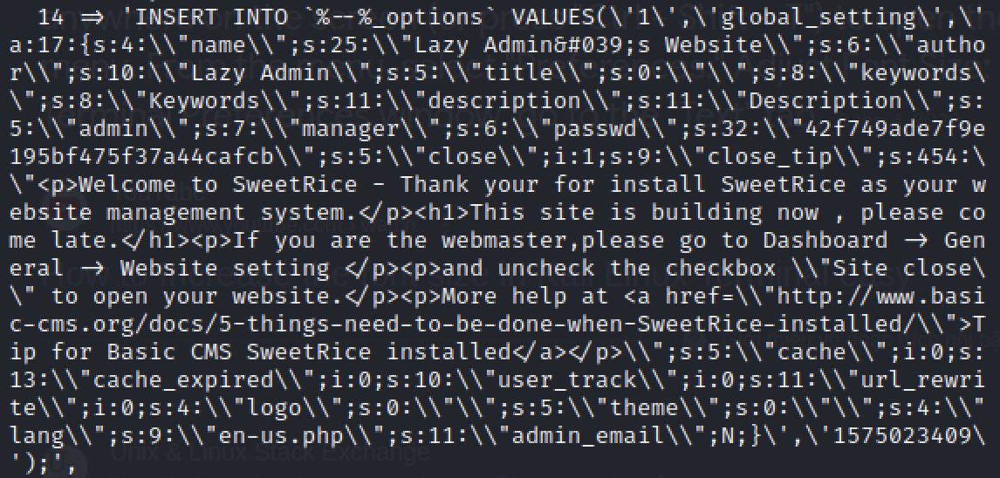 14 => 'INSERT INTO `%--%_options` VALUES(\'1\',\'global_setting\',\'
a:17:{s:4:\\"name\\";s:25:\\"Lazy Admin&#039;s Website\\";s:6:\\"autho
r\\";s:10:\\"Lazy Admin\\";s:5:\\"title\\";s:0:\\"\\";s:8:\\"keywords\
\";s:8:\\"Keywords\\";s:11:\\"description\\";s:11:\\"Description\\";s:
5:\\"admin\\";s:7:\\"manager\\";s:6:\\"passwd\\";s:32:\\"42f749ade7f9e
195bf475f37a44cafcb\\";s:5:\\"close\\";i:1;s:9:\\"close_tip\\";s:454:\
\"<p>Welcome to SweetRice - Thank your for install SweetRice as your w
ebsite management system.</p><h1>This site is building now , please co
me late.</h1><p>If you are the webmaster,please go to Dashboard -> Gen
eral -> Website setting </p><p>and uncheck the checkbox \\"Site close\
\" to open your website.</p><p>More help at <a href=\\"http://www.basi
c-cms.org/docs/5-things-need-to-be-done-when-SweetRice-installed/\\">T
ip for Basic CMS SweetRice installed</a></p>\\";s:5:\\"cache\\";i:0;s:
13:\\"cache_expired\\";i:0;s:10:\\"user_track\\";i:0;s:11:\\"url_rewri
te\\";i:0;s:4:\\"logo\\";s:0:\\"\\";s:5:\\"theme\\";s:0:\\"\\";s:4:\\"
lang\\";s:9:\\"en-us.php\\";s:11:\\"admin_email\\";N;}\',\'1575023409\
');',
Unix & Linux Stack Exchange